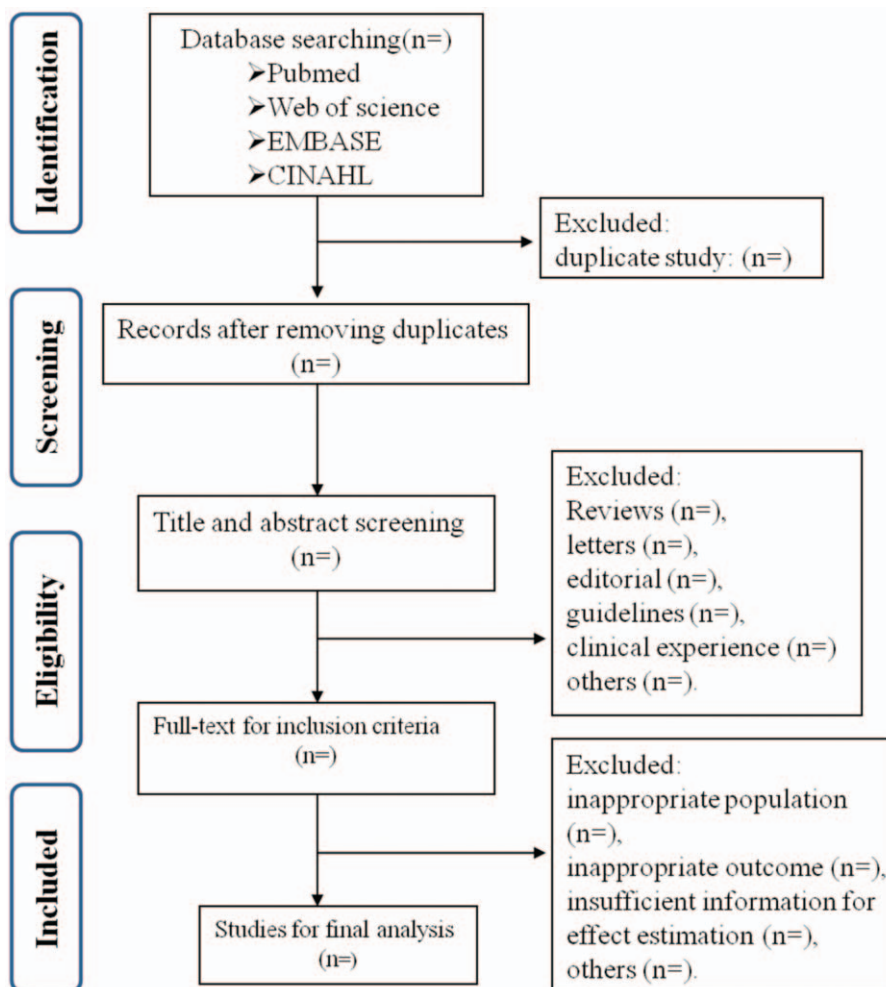 Identification
Database searching(n=)
➢Pubmed
➢Web of science
➢EMBASE
➢CINAHL
Excluded:
duplicate study: (n=)
Screening
Records after removing duplicates
(n=)
Title and abstract screening
(n=)
Excluded:
Reviews (n=),
letters (n=),
editorial (n=),
guidelines (n=),
clinical experience (n=)
others (n=).
Eligibility
Full-text for inclusion criteria
(n=)
Excluded:
inappropriate population
(n=),
inappropriate outcome (n=),
insufficient information for
effect estimation (n=),
others (n=).
Included
Studies for final analysis
(n=)